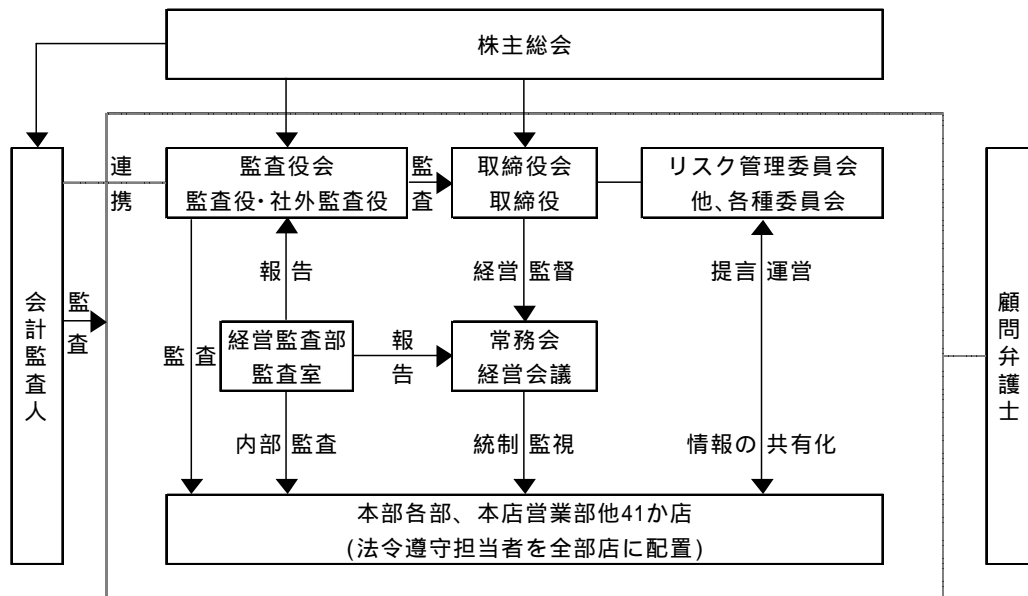 株主総会
連携
監査役会
監査役・社外監査役
監査
取締役会
取締役
リスク管理委員会
他、各種委員会
報告
経営監督
提言運営
会計監査人
監査
顧問弁護士
監査
経営監査部
監査室
報告
常務会
経営会議
内部監査
統制監視
情報の共有化
本部各部、本店営業部他41か店
(法令遵守担当者を全部店に配置)